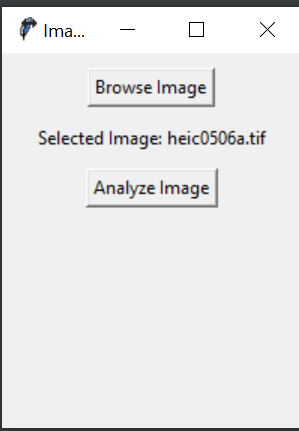 Ima...
Browse Image
Selected Image: heic0506a.tif
Analyze Image